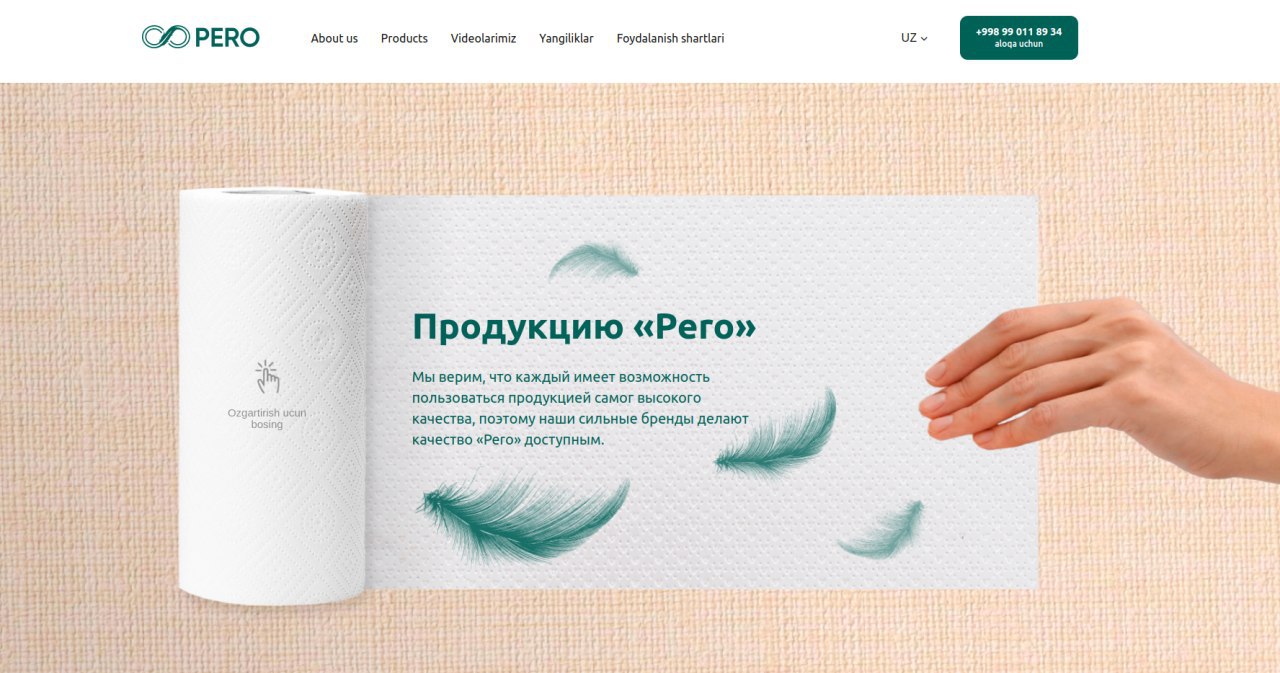 PERO
About us
Products
Videolarimiz
Yangiliklar
Foydalanish shartlari
UZ
+998 99 011 89 34
aloqa uchun
Продукцию «Pero»
Мы верим, что каждый имеет возможность
пользоваться продукцией самог высокого
качества, поэтому наши сильные бренды делают
качество «Pero» доступным.
Ozgartirish ucun
bosing